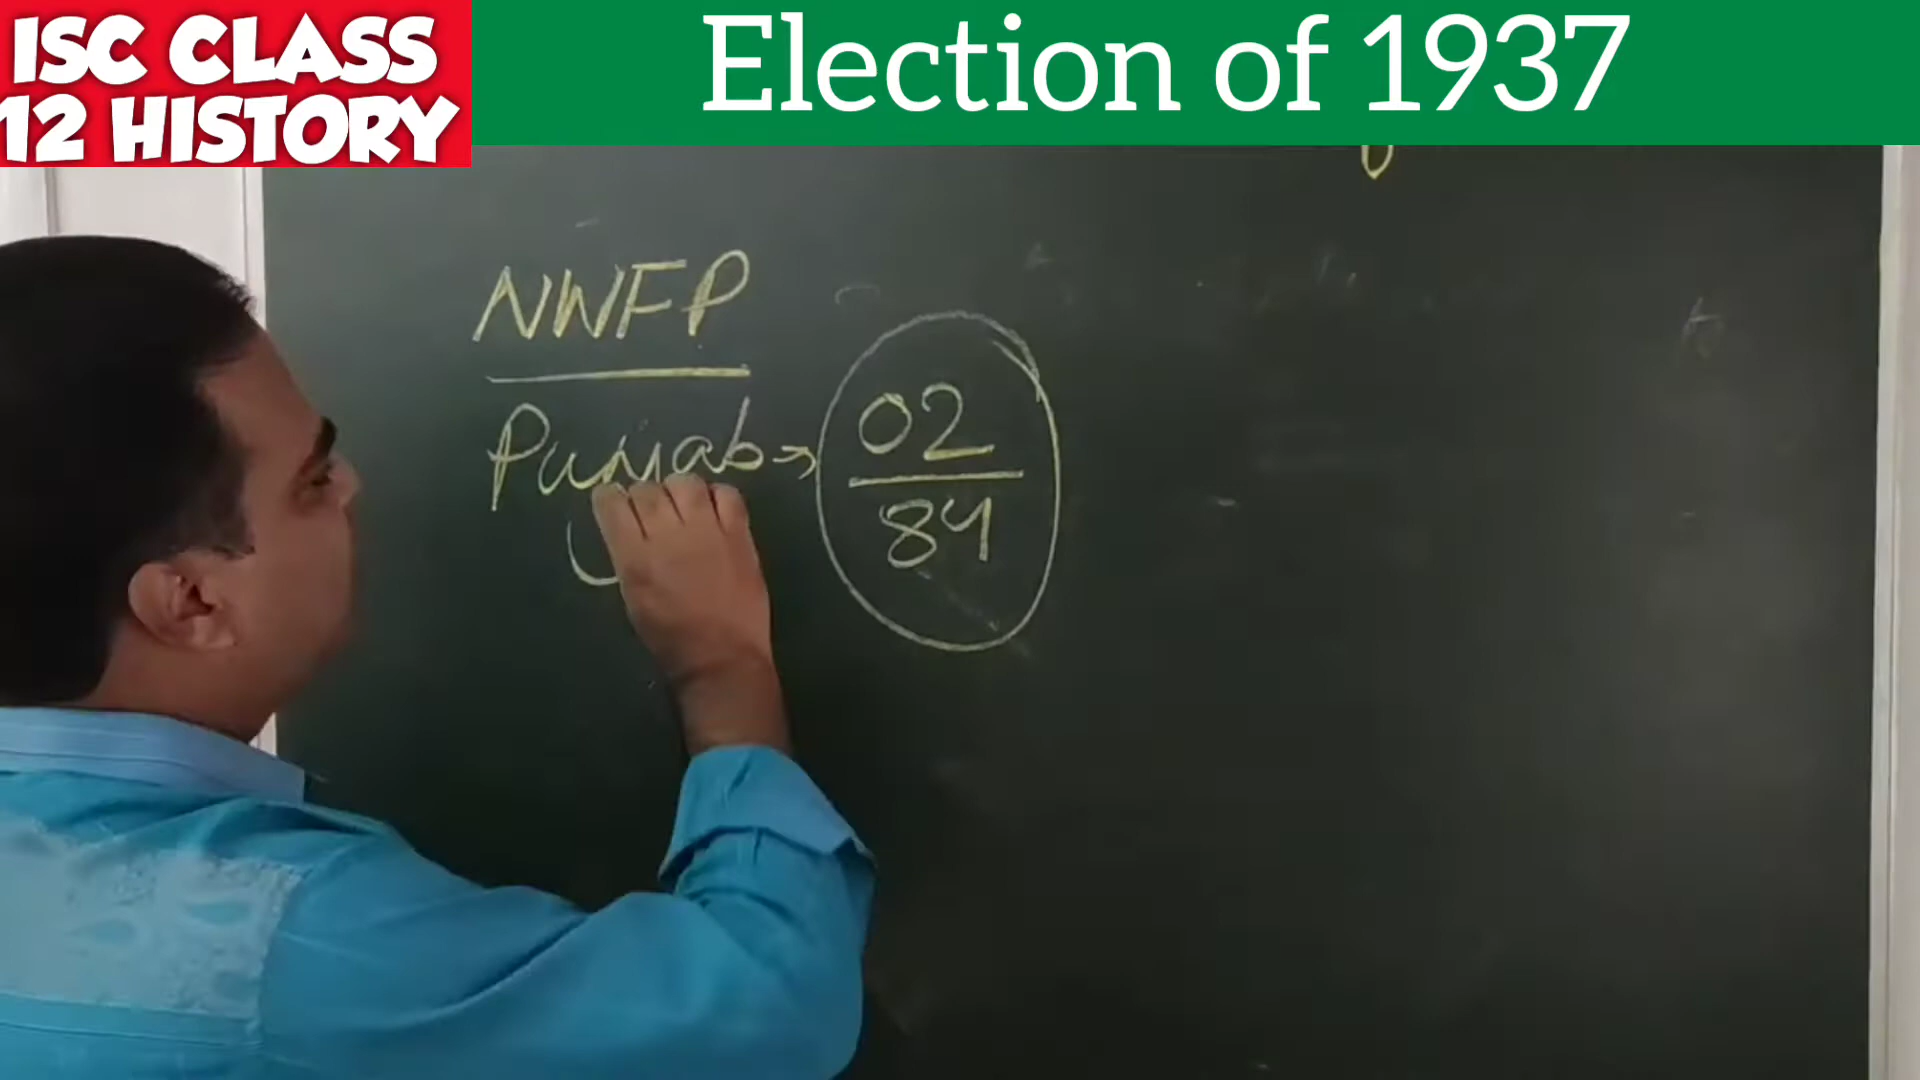 ISC CLASS
12 HISTORY
Election of 1937
NWFP
Punjab → 02
84